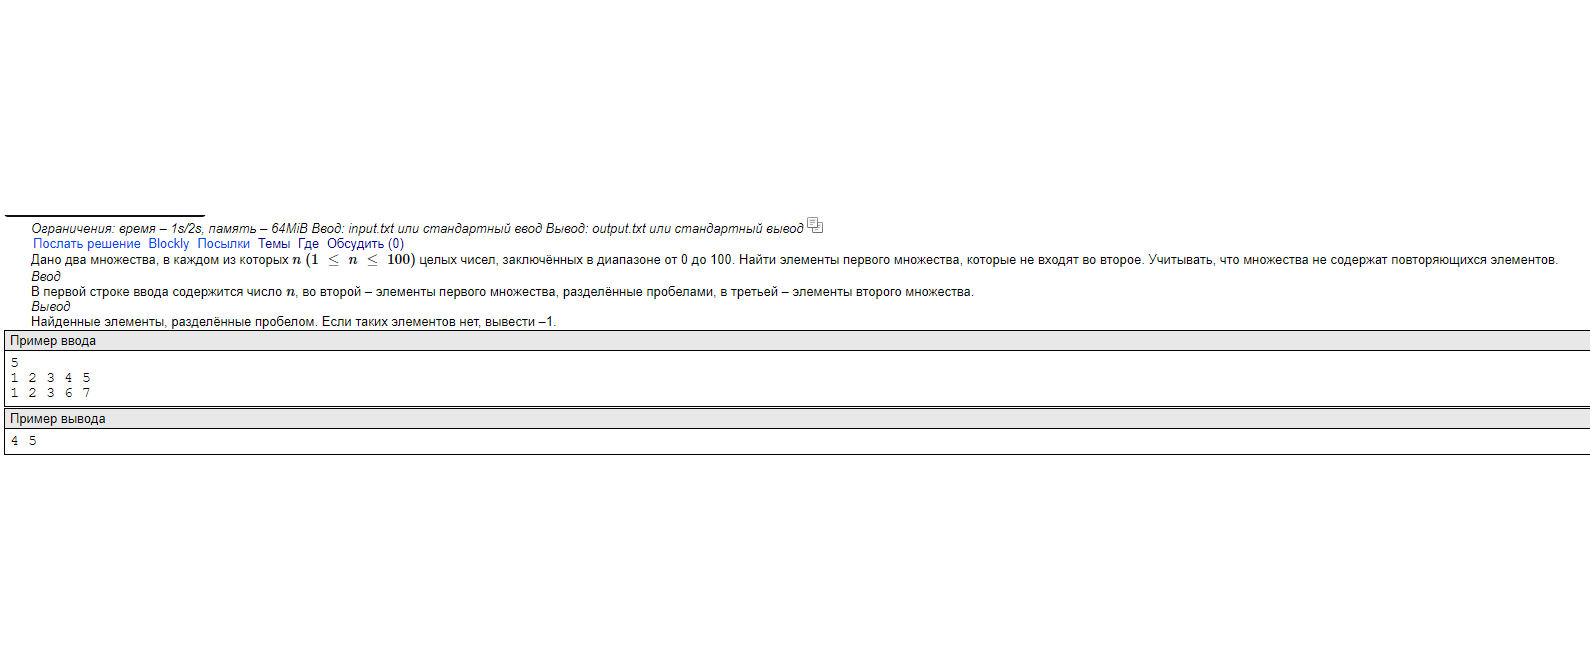 Ограничения: время – 1s/2s, память – 64MiB Ввод: input.txt или стандартный ввод Вывод: output.txt или стандартный вывод
Послать решение Blockly Посылки Темы Где Обсудить (0)
Дано два множества, в каждом из которых n (1 ≤ n ≤ 100) целых чисел, заключённых в диапазоне от 0 до 100. Найти элементы первого множества, которые не входят во второе. Учитывать, что множества не содержат повторяющихся элементов.
Ввод
В первой строке ввода содержится число n, во второй – элементы первого множества, разделённые пробелами, в третьей – элементы второго множества.
Вывод
Найденные элементы, разделённые пробелом. Если таких элементов нет, вывести –1.
Пример ввода
5
1 2 3 4 5
1 2 3 6 7
Пример вывода
4 5